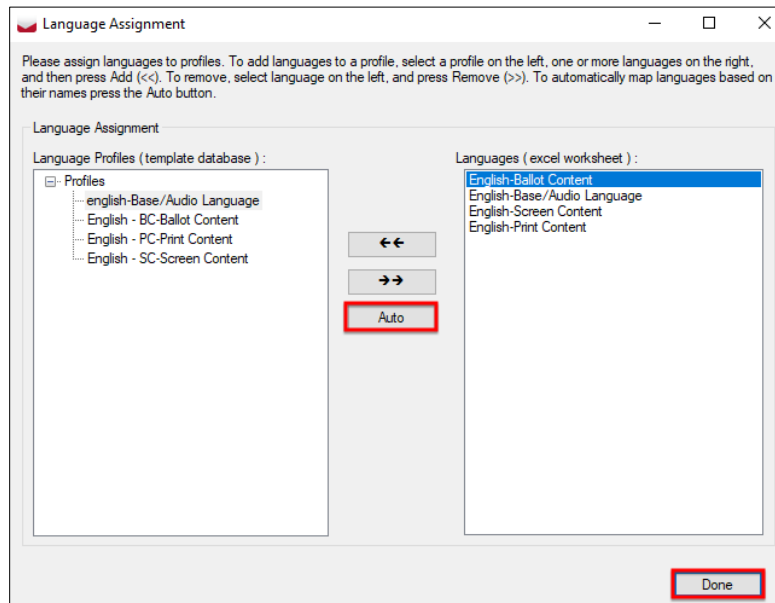 Language Assignment
Please assign languages to profiles. To add languages to a profile, select a profile on the left, one or more languages on the right,
and then press Add (<<). To remove, select language on the left, and press Remove (>>). To automatically map languages based on
their names press the Auto button.
Language Assignment
Language Profiles ( template database ) :
Profiles
english-Base/Audio Language
English - BC-Ballot Content
English - PC-Print Content
English - SC-Screen Content
←←
→→
Auto
Languages ( excel worksheet ) :
English-Ballot Content
English-Base/Audio Language
English-Screen Content
English-Print Content
Done